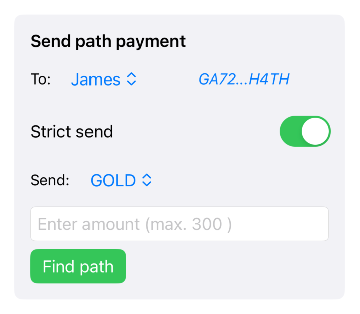 Send path payment
To: James GA72...H4TH
Strict send
Send: GOLD
Enter amount (max. 300 )
Find path